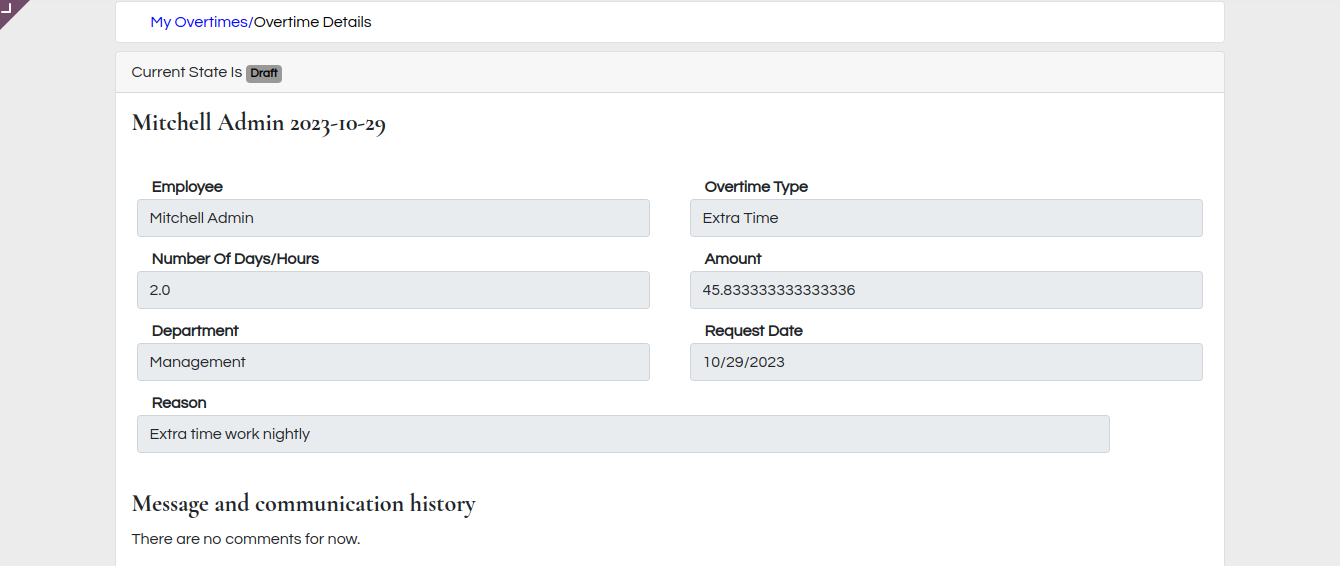 My Overtimes/Overtime Details
Current State Is Draft
Mitchell Admin 2023-10-29
Employee
Mitchell Admin
Overtime Type
Extra Time
Number Of Days/Hours
2.0
Amount
45.833333333333336
Department
Management
Request Date
10/29/2023
Reason
Extra time work nightly
Message and communication history
There are no comments for now.